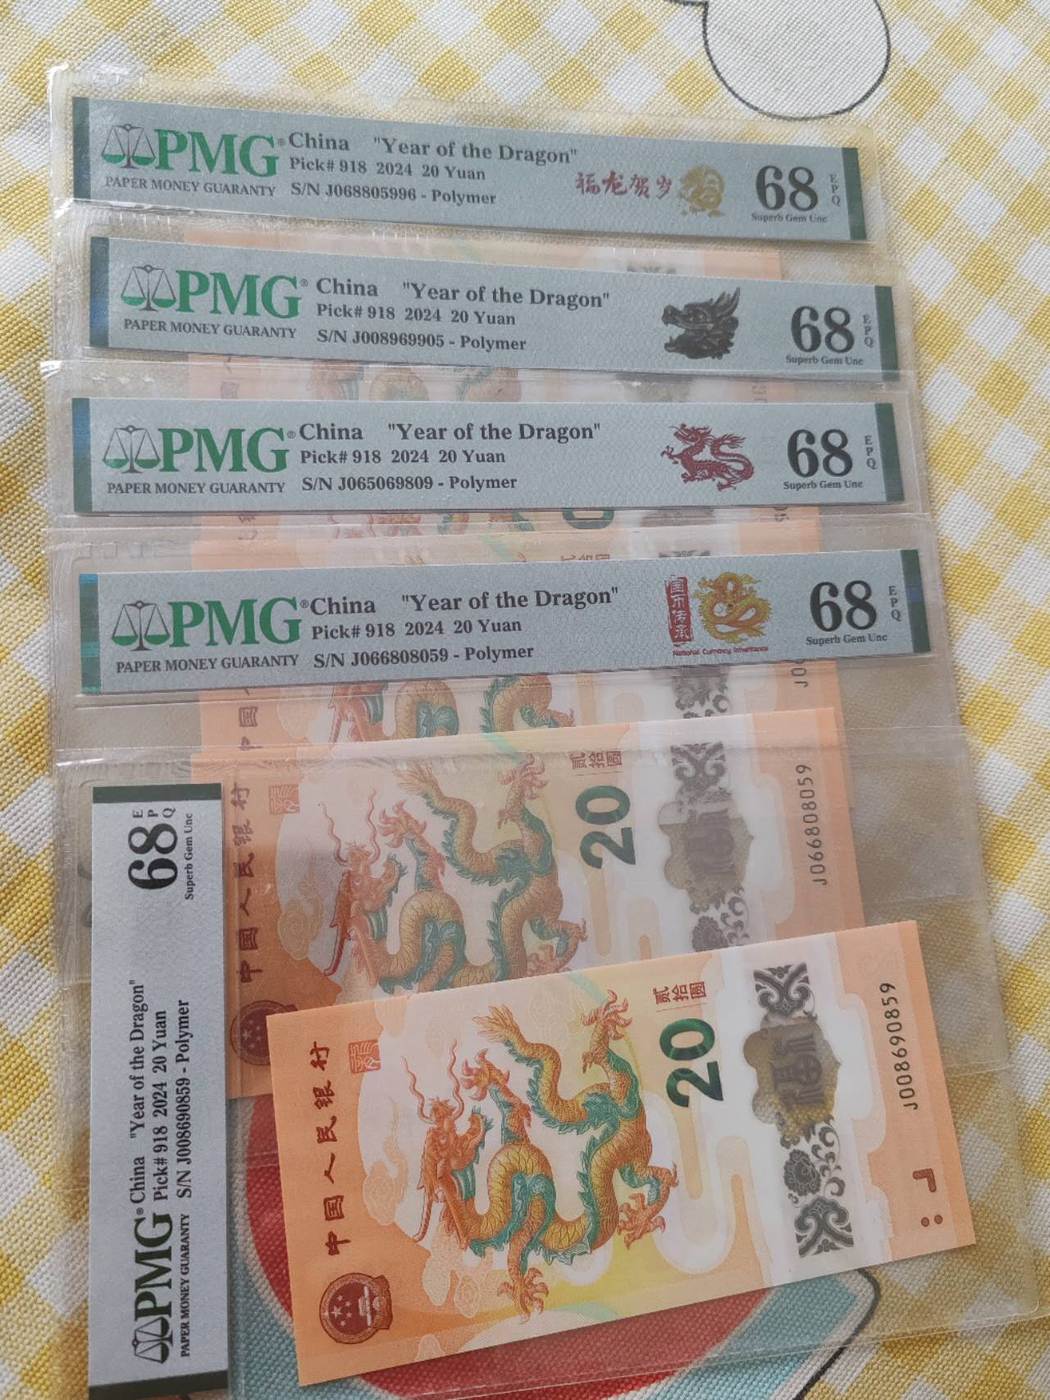 PMG® China "Year of the Dragon"
Pick# 918 2024 20 Yuan
PAPER MONEY GUARANTY S/N J068805996 - Polymer
福龙贺岁
68 EPQ
Superb Gem Unc
PMG® China "Year of the Dragon"
Pick# 918 2024 20 Yuan
PAPER MONEY GUARANTY S/N J008969905 - Polymer
68 EPQ
Superb Gem Unc
PMG® China "Year of the Dragon"
Pick# 918 2024 20 Yuan
PAPER MONEY GUARANTY S/N J065069809 - Polymer
68 EPQ
Superb Gem Unc
PMG® China "Year of the Dragon"
Pick# 918 2024 20 Yuan
PAPER MONEY GUARANTY S/N J066808059 - Polymer
国币传承
National Currency Inheritance
68 EPQ
Superb Gem Unc
中国人民银行
贰拾圆
20
J066808059
PMG® China "Year of the Dragon"
Pick# 918 2024 20 Yuan
PAPER MONEY GUARANTY S/N J008690859 - Polymer
68 EPQ
Superb Gem Unc
中国人民银行
贰拾圆
20
福
J008690859